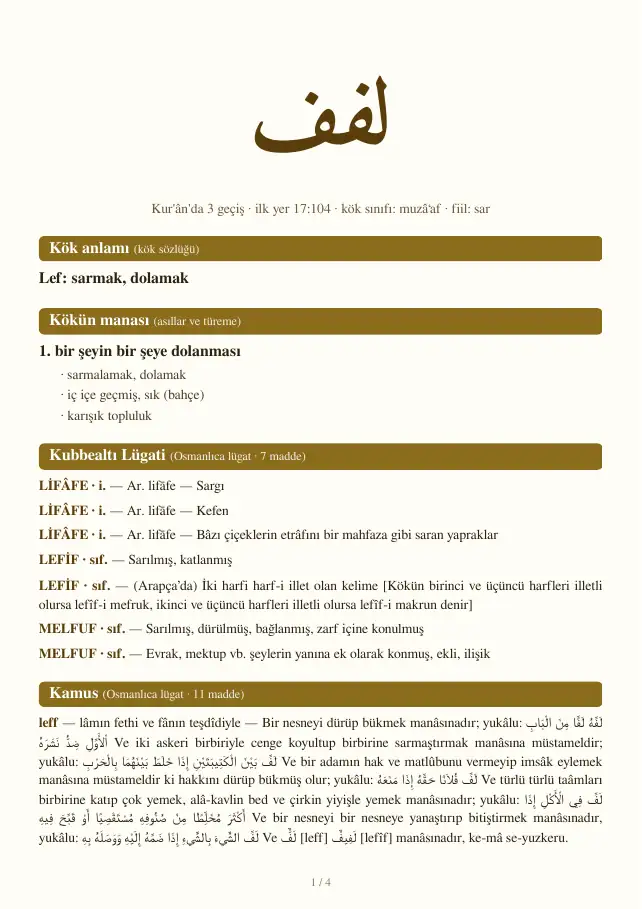 لفف
Kur'ân'da 3 geçiş · ilk yer 17:104 · kök sınıfı: muzâ'af · fiil: sar
Kök anlamı (kök sözlüğü)
Lef: sarmak, dolamak
Kökün manası (asıllar ve türeme)
1. bir şeyin bir şeye dolanması
· sarmalamak, dolamak
· iç içe geçmiş, sık (bahçe)
· karışık topluluk
Kubbealtı Lügati (Osmanlıca lügat · 7 madde)
LİFÂFE · i. — Ar. lifāfe — Sargı
LİFÂFE · i. — Ar. lifāfe — Kefen
LİFÂFE · i. — Ar. lifāfe — Bâzı çiçeklerin etrâfını bir mahfaza gibi saran yapraklar
LEFİF · sıf. — Sarılmış, katlanmış
LEFİF · sıf. — (Arapça'da) İki harfi harf-i illet olan kelime [Kökün birinci ve üçüncü harfleri illetli
olursa lefîf-i mefruk, ikinci ve üçüncü harfleri illetli olursa lefîf-i makrun denir]
MELFUF · sıf. — Sarılmış, dürülmüş, bağlanmış, zarf içine konulmuş
MELFUF · sıf. — Evrak, mektup vb. şeylerin yanına ek olarak konmuş, ekli, ilişik
Kamus (Osmanlıca lügat · 11 madde)
leff — lâmın fethi ve fânın teşdîdiyle — Bir nesneyi dürüp bükmek manâsınadır; yukâlu: لَفَّهُ لَفًّا مِنَ الْبَابِ
الْأَوَّلِ ضِدُّ نَشَرَهُ Ve iki askeri birbiriyle cenge koyultup birbirine sarmaştırmak manâsına müstameldir;
yukâlu: لَفَّ بَيْنَ الْكَتِيبَتَيْنِ إِذَا خَلَطَ بَيْنَهُمَا بِالْحَرْبِ Ve bir adamın hak ve matlûbunu vermeyip imsâk eylemek
manâsına müstameldir ki hakkını dürüp bükmüş olur; yukâlu: لَفَّ فُلَانًا حَقَّهُ إِذَا مَنَعَهُ Ve türlü türlü taâmları
birbirine katıp çok yemek, alâ-kavlin bed ve çirkin yiyişle yemek manâsınadır; yukâlu: لَفَّ فِي الْأَكْلِ إِذَا
أَكْثَرَ مُخَلِّطًا مِنْ صُنُوفِهِ مُسْتَقْصِيًا أَوْ قَبَّحَ فِيهِ Ve bir nesneyi bir nesneye yanaştırıp bitiştirmek manâsınadır,
yukâlu: لَفَّ الشَّيْءَ بِالشَّيْءِ إِذَا ضَمَّهُ إِلَيْهِ وَوَصَلَهُ بِهِ Ve لَفٌّ [leff] لَفِيفٌ [lefîf] manâsınadır, ke-mâ se-yuzkeru.
1 / 4